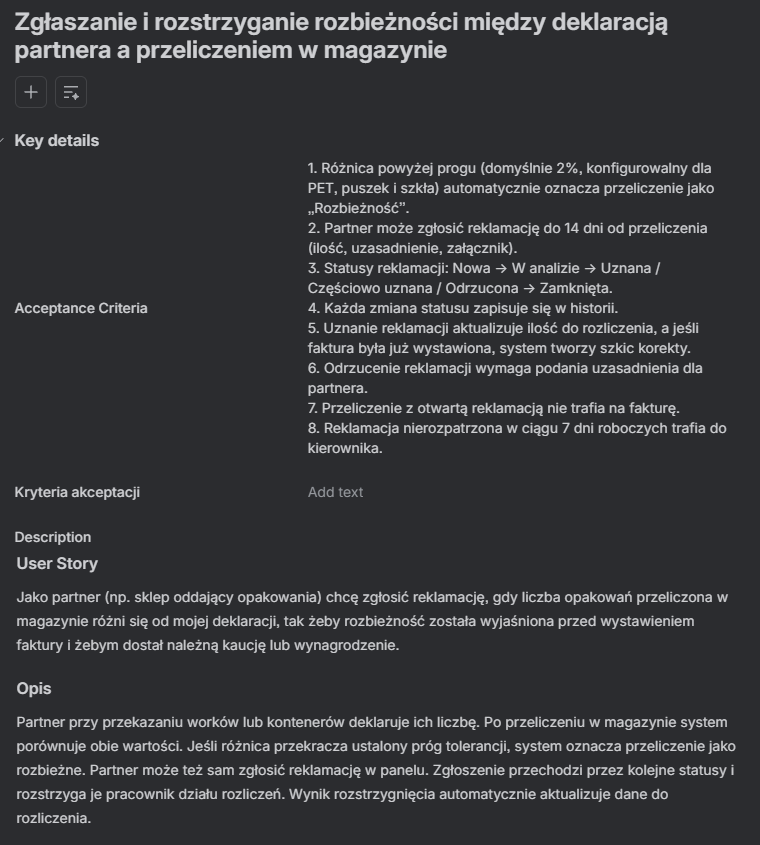 Zgłaszanie i rozstrzyganie rozbieżności między deklaracją
partnera a przeliczeniem w magazynie
Key details
Acceptance Criteria
1. Różnica powyżej progu (domyślnie 2%, konfigurowalny dla
PET, puszek i szkła) automatycznie oznacza przeliczenie jako
„Rozbieżność”.
2. Partner może zgłosić reklamację do 14 dni od przeliczenia
(ilość, uzasadnienie, załącznik).
3. Statusy reklamacji: Nowa → W analizie → Uznana /
Częściowo uznana / Odrzucona → Zamknięta.
4. Każda zmiana statusu zapisuje się w historii.
5. Uznanie reklamacji aktualizuje ilość do rozliczenia, a jeśli
faktura była już wystawiona, system tworzy szkic korekty.
6. Odrzucenie reklamacji wymaga podania uzasadnienia dla
partnera.
7. Przeliczenie z otwartą reklamacją nie trafia na fakturę.
8. Reklamacja nierozpatrzona w ciągu 7 dni roboczych trafia do
kierownika.
Kryteria akceptacji
Add text
Description
User Story
Jako partner (np. sklep oddający opakowania) chcę zgłosić reklamację, gdy liczba opakowań przeliczona w
magazynie różni się od mojej deklaracji, tak żeby rozbieżność została wyjaśniona przed wystawieniem
faktury i żebym dostał należną kaucję lub wynagrodzenie.
Opis
Partner przy przekazaniu worków lub kontenerów deklaruje ich liczbę. Po przeliczeniu w magazynie system
porównuje obie wartości. Jeśli różnica przekracza ustalony próg tolerancji, system oznacza przeliczenie jako
rozbieżne. Partner może też sam zgłosić reklamację w panelu. Zgłoszenie przechodzi przez kolejne statusy i
rozstrzyga je pracownik działu rozliczeń. Wynik rozstrzygnięcia automatycznie aktualizuje dane do
rozliczenia.